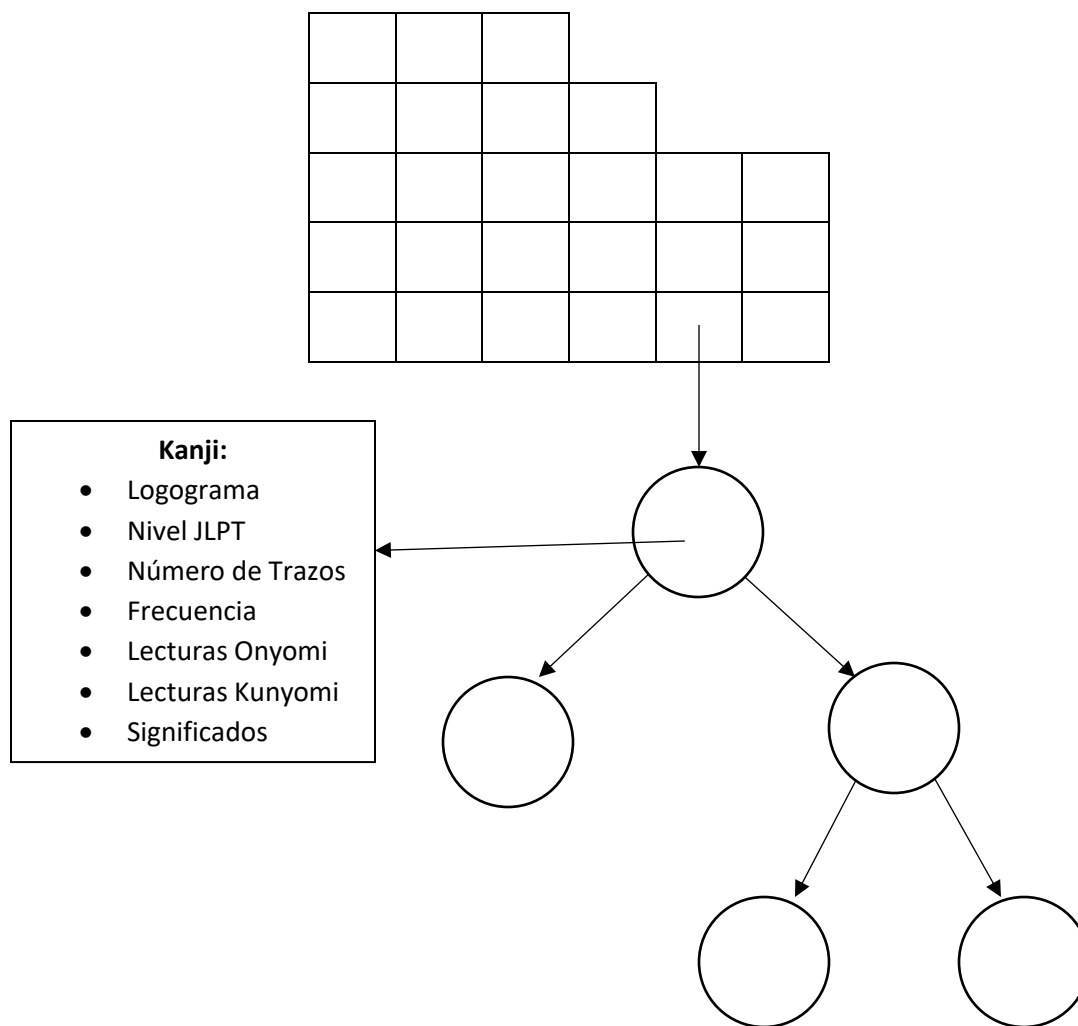 Kanji:
• Logograma
• Nivel JLPT
• Número de Trazos
• Frecuencia
• Lecturas Onyomi
• Lecturas Kunyomi
• Significados